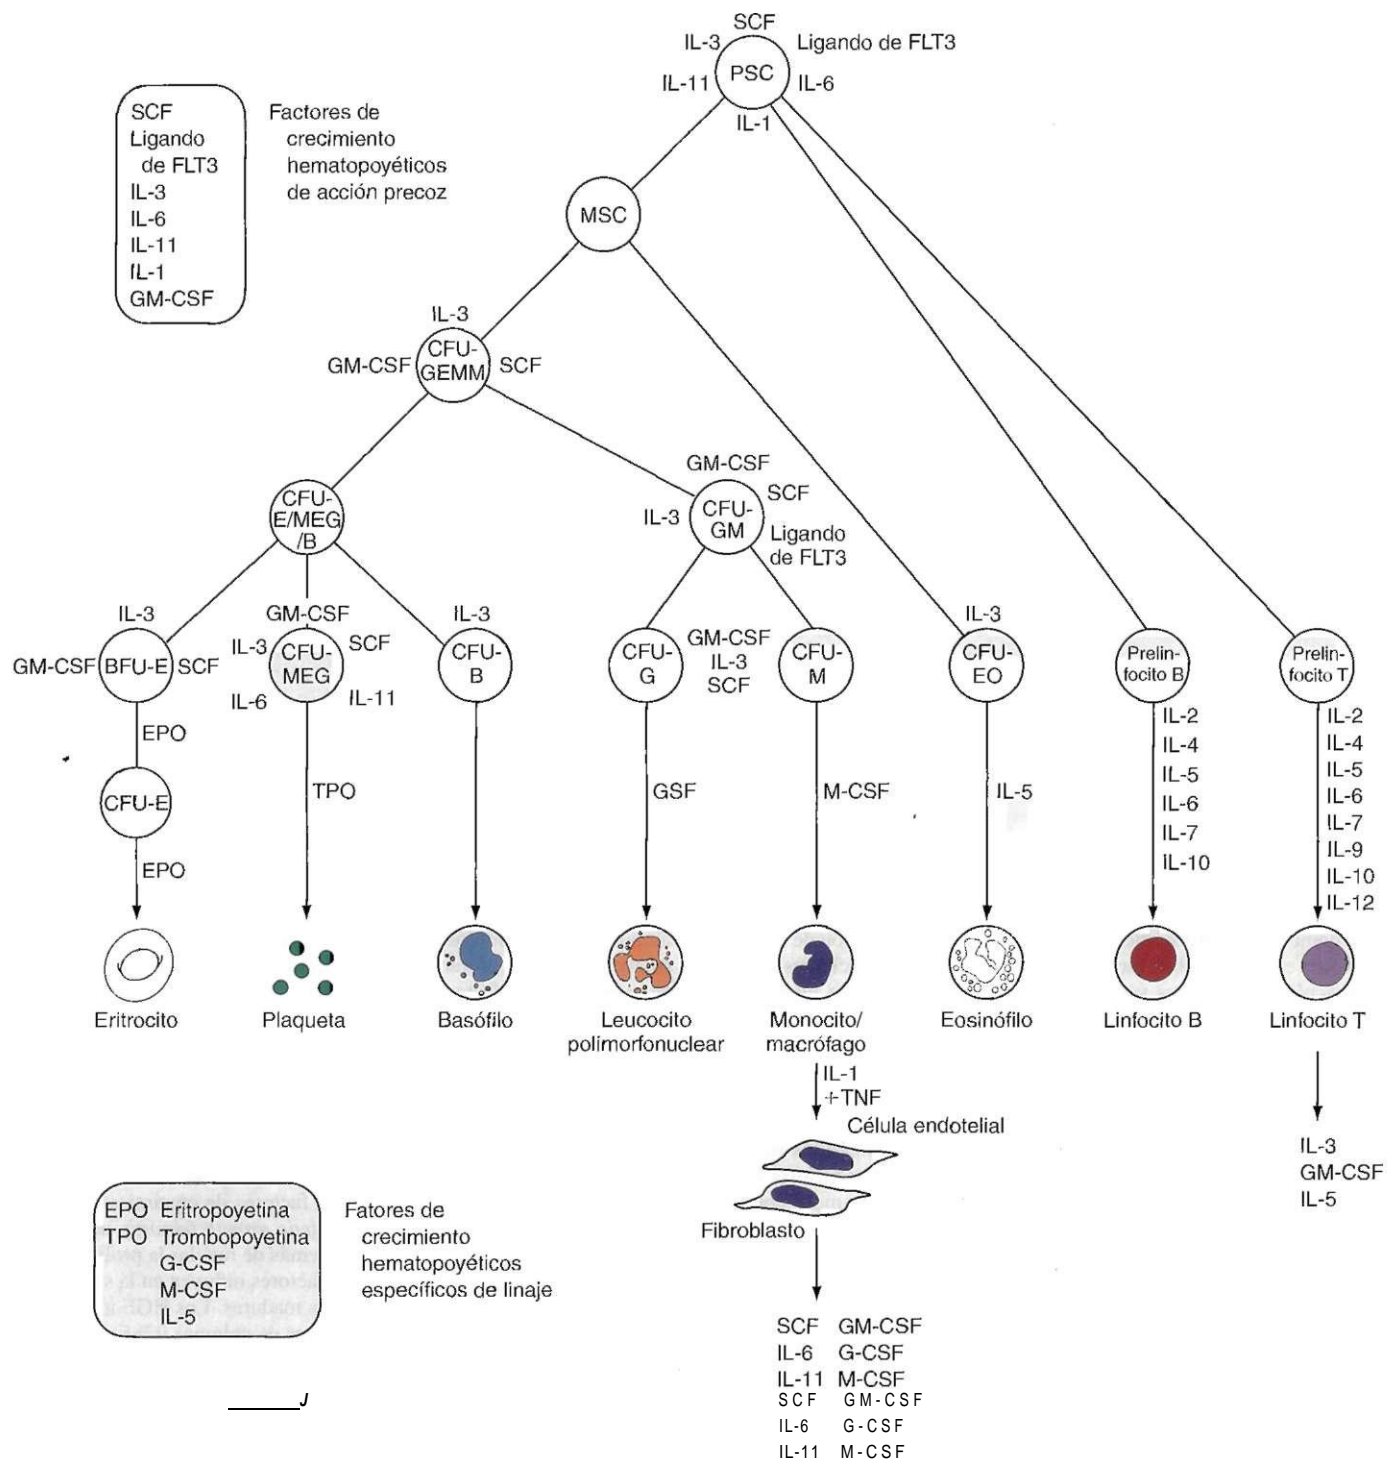 SCF
IL-3
Ligando de FLT3
PSC
IL-11
IL-6
IL-1
SCF
Ligando
de FLT3
IL-3
IL-6
IL-11
IL-1
GM-CSF
Factores de
crecimiento
hematopoyéticos
de acción precoz
MSC
IL-3
GM-CSF
CFU-
GEMM
SCF
CFU-
E/MEG
/B
GM-CSF
SCF
IL-3
CFU-
GM
Ligando
de FLT3
IL-3
GM-CSF
BFU-E
SCF
GM-CSF
IL-3
SCF
CFU-
MEG
IL-6
IL-11
IL-3
CFU-
B
CFU-
G
GM-CSF
IL-3
SCF
CFU-
M
IL-3
CFU-
EO
Prelin-
focito B
Prelin-
focito T
EPO
CFU-E
EPO
TPO
GSF
M-CSF
IL-5
IL-2
IL-4
IL-5
IL-6
IL-7
IL-10
IL-2
IL-4
IL-5
IL-6
IL-7
IL-9
IL-10
IL-12
Eritrocito
Plaqueta
Basófilo
Leucocito
polimorfonuclear
Monocito/
macrófago
Eosinófilo
Linfocito B
Linfocito T
IL-1
+TNF
Célula endotelial
Fibroblasto
IL-3
GM-CSF
IL-5
EPO Eritropoyetina
TPO Trombopoyetina
G-CSF
M-CSF
IL-5
Fatores de
crecimiento
hematopoyéticos
específicos de linaje
SCF GM-CSF
IL-6 G-CSF
IL-11 M-CSF
SCF GM-CSF
IL-6 G-CSF
IL-11 M-CSF
J